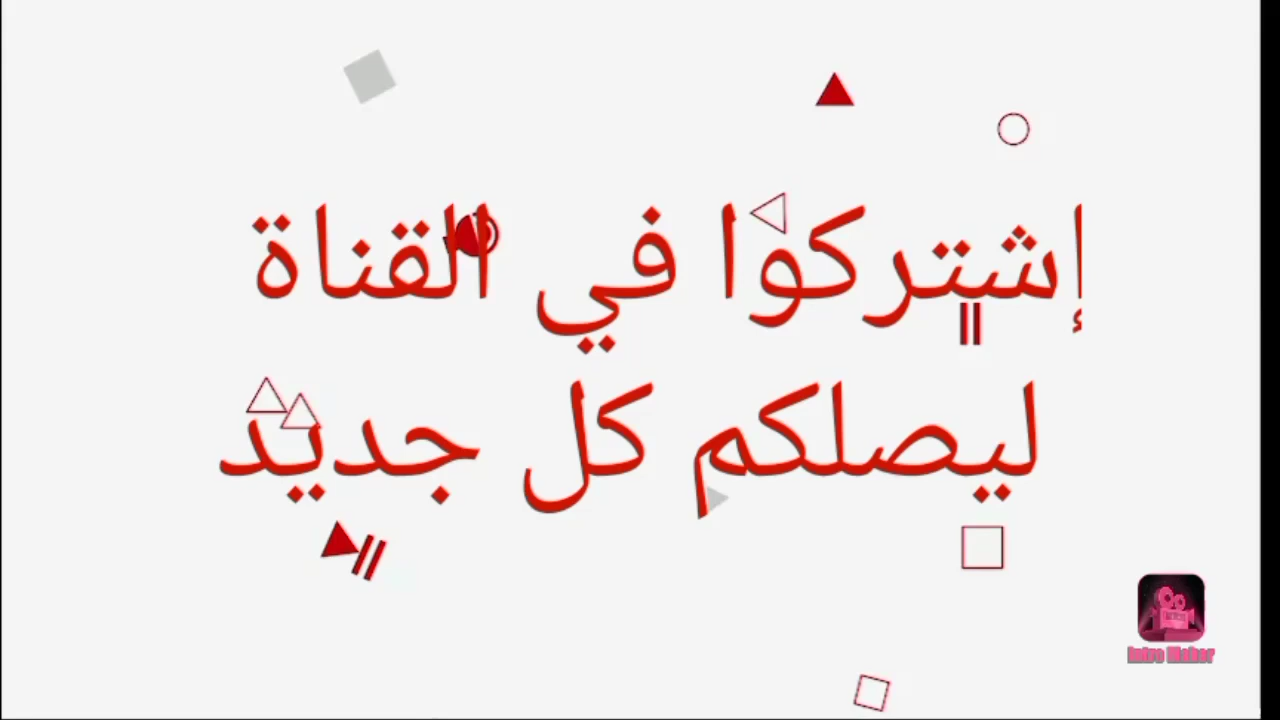 إشتركوا في القناة
ليصلكم كل جديد
Intro Maker